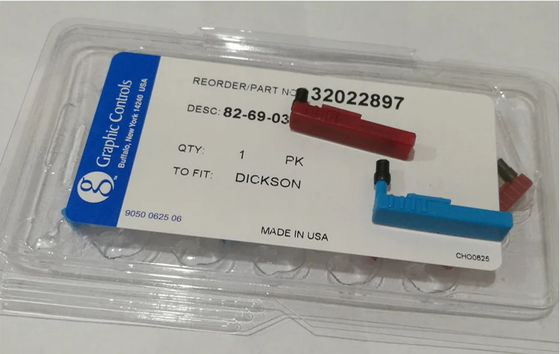 Graphic Controls
Buffalo, New York 14240 USA
REORDER/PART NO. 32022897
DESC: 82-69-03
QTY: 1 PK
TO FIT: DICKSON
9050 0625 06
MADE IN USA
CHO0625